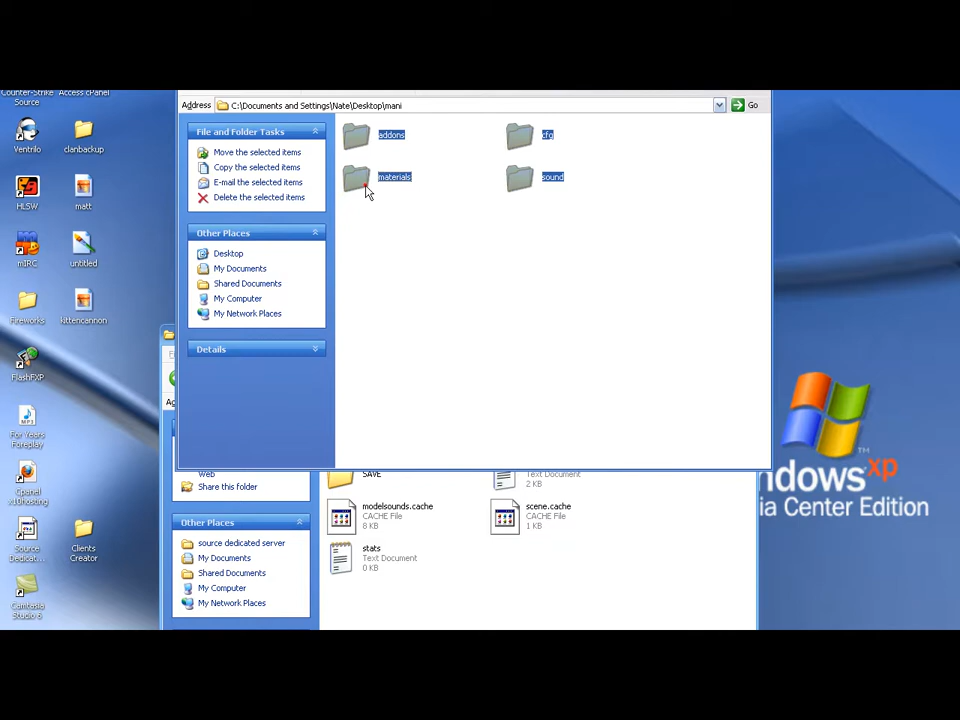 Counter-Strike
Source
Access cPanel
Ventrilo
clanbackup
HLSW
matt
mIRC
untitled
Fireworks
kittencannon
FlashFXP
For Years
Foreplay
Cpanel
x10hosting
Source
Dedicat...
Clients
Creator
Camtasia
Studio 6
Address
C:\Documents and Settings\Nate\Desktop\mani
Go
File and Folder Tasks
Move the selected items
Copy the selected items
E-mail the selected items
Delete the selected items
Other Places
Desktop
My Documents
Shared Documents
My Computer
My Network Places
Details
addons
cfg
materials
sound
Web
Share this folder
Other Places
source dedicated server
My Documents
Shared Documents
My Computer
My Network Places
SAVE
Text Document
2 KB
modelsounds.cache
CACHE File
8 KB
scene.cache
CACHE File
1 KB
stats
Text Document
0 KB
ndows xp
TM
ia Center Edition